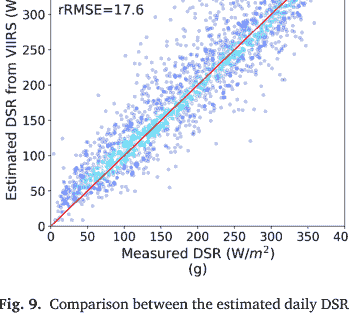 rRMSE=17.6
Estimated DSR from VIIRS (W
300
250
200
150
100
50
0
0 50 100 150 200 250 300 350 40
Measured DSR (W/m²)
(g)
Fig. 9. Comparison between the estimated daily DSR